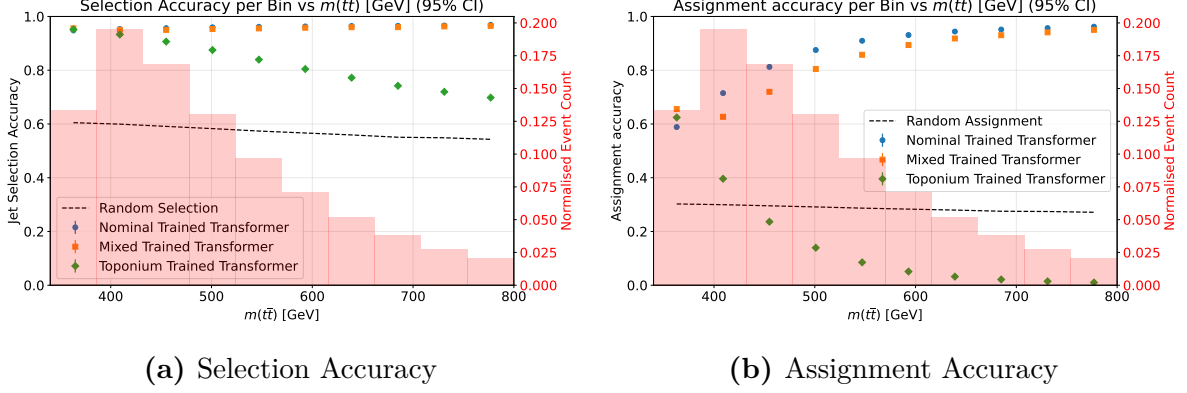 Selection Accuracy per Bin vs m(tt̄) [GeV] (95% CI)
Jet Selection Accuracy
1.0
0.8
0.6
0.4
0.2
0.0
Random Selection
Nominal Trained Transformer
Mixed Trained Transformer
Toponium Trained Transformer
400 500 600 700 800
m(tt̄) [GeV]
0.200
0.175
0.150
0.125
0.100
0.075
0.050
0.025
0.000
Normalised Event Count
(a) Selection Accuracy
Assignment accuracy per Bin vs m(tt̄) [GeV] (95% CI)
Assignment accuracy
1.0
0.8
0.6
0.4
0.2
0.0
Random Assignment
Nominal Trained Transformer
Mixed Trained Transformer
Toponium Trained Transformer
400 500 600 700 800
m(tt̄) [GeV]
0.200
0.175
0.150
0.125
0.100
0.075
0.050
0.025
0.000
Normalised Event Count
(b) Assignment Accuracy